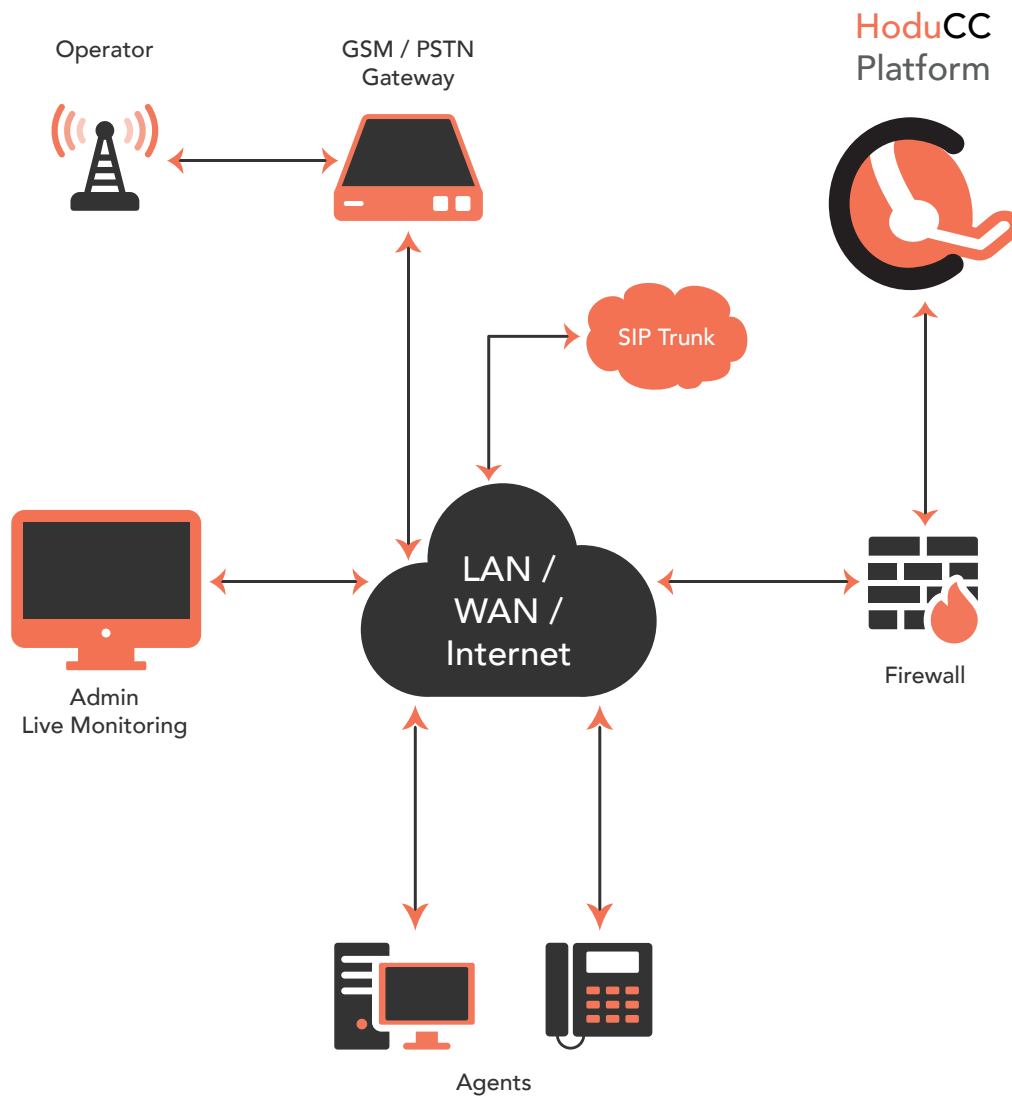 Operator
GSM / PSTN
Gateway
HoduCC
Platform
SIP Trunk
LAN /
WAN /
Internet
Admin
Live Monitoring
Firewall
Agents